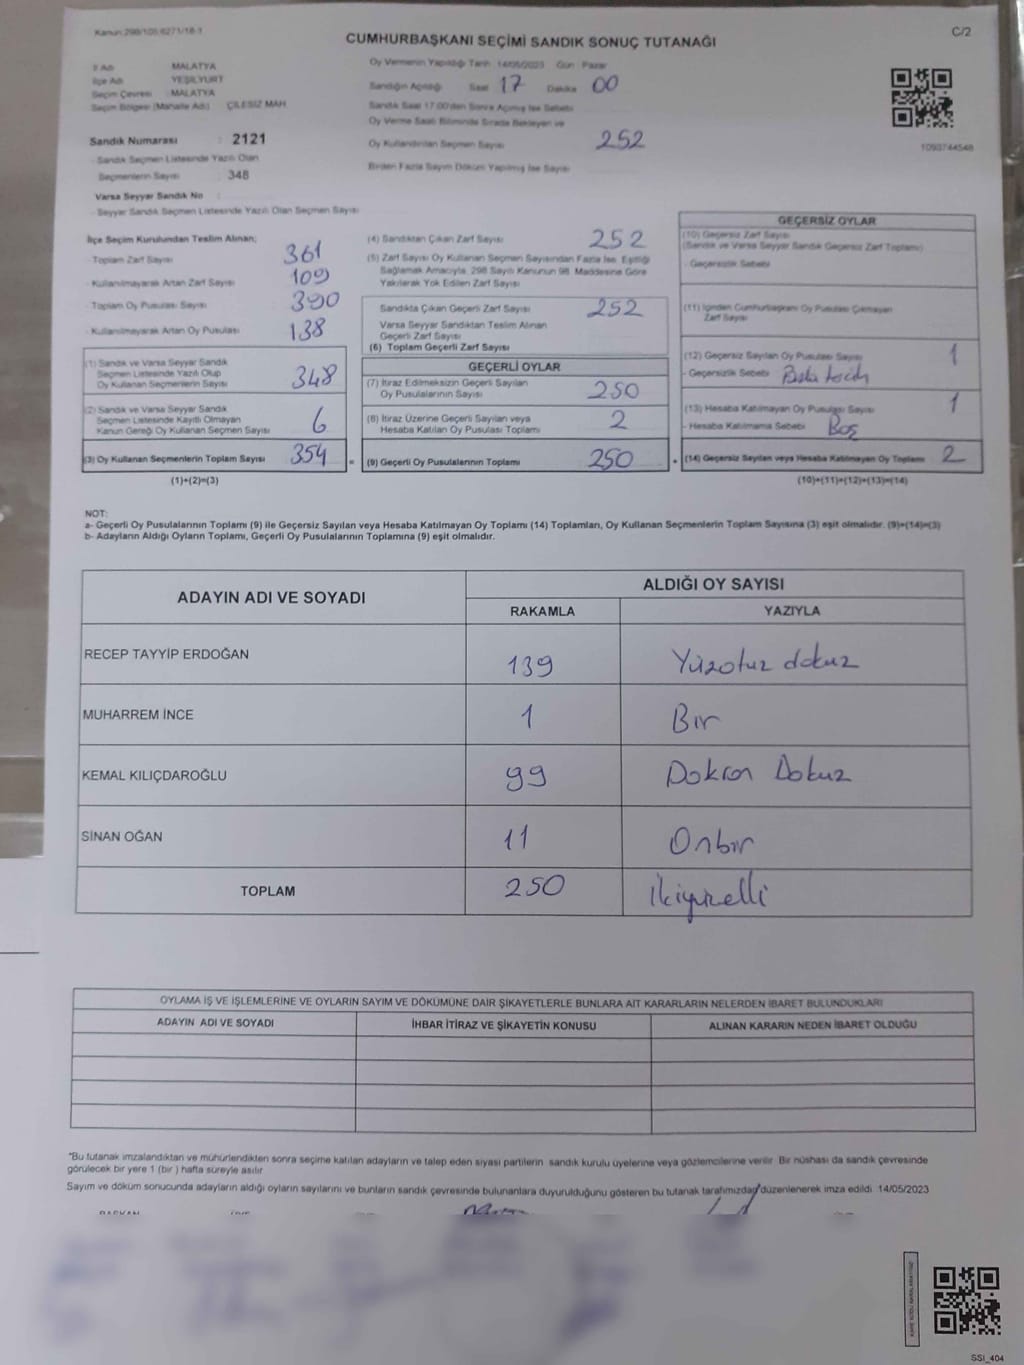 Kanun:298/105,6271/18-1
C/2
CUMHURBAŞKANI SEÇİMİ SANDIK SONUÇ TUTANAĞI
İl Adı MALATYA
İlçe Adı YEŞİLYURT
Seçim Çevresi : MALATYA
Seçim Bölgesi (Mahalle Adı) : ÇİLESİZ MAH
Sandık Numarası : 2121
- Sandık Seçmen Listesinde Yazılı Olan
Seçmenlerin Sayısı : 348
Varsa Seyyar Sandık No :
- Seyyar Sandık Seçmen Listesinde Yazılı Olan Seçmen Sayısı
Oy Vermenin Yapıldığı Tarih 14/05/2023 Gün : Pazar
Sandığın Açıldığı Saat 17 Dakika 00
Sandık Saat 17:00'den Sonra Açılmış İse Sebebi
Oy Verme Saati Bitiminde Sırada Bekleyen ve
Oy Kullandırılan Seçmen Sayısı 252
Birden Fazla Sayım Döküm Yapılmış İse Sayısı
1093744548
İlçe Seçim Kurulundan Teslim Alınan;
- Toplam Zarf Sayısı 361
- Kullanılmayarak Artan Zarf Sayısı 109
- Toplam Oy Pusulası Sayısı 390
- Kullanılmayarak Artan Oy Pusulası 138
(1) Sandık ve Varsa Seyyar Sandık
Seçmen Listesinde Yazılı Olup
Oy Kullanan Seçmenlerin Sayısı 348
(2) Sandık ve Varsa Seyyar Sandık
Seçmen Listesinde Kayıtlı Olmayan
Kanun Gereği Oy Kullanan Seçmen Sayısı 6
(3) Oy Kullanan Seçmenlerin Toplam Sayısı 354 =
(1)+(2)=(3)
(4) Sandıktan Çıkan Zarf Sayısı 252
(5) Zarf Sayısı Oy Kullanan Seçmen Sayısından Fazla İse, Eşitliği
Sağlamak Amacıyla, 298 Sayılı Kanunun 98. Maddesine Göre
Yakılarak Yok Edilen Zarf Sayısı
Sandıkta Çıkan Geçerli Zarf Sayısı 252
Varsa Seyyar Sandıktan Teslim Alınan
Geçerli Zarf Sayısı
(6) Toplam Geçerli Zarf Sayısı
GEÇERLİ OYLAR
(7) İtiraz Edilmeksizin Geçerli Sayılan
Oy Pusulalarının Sayısı 250
(8) İtiraz Üzerine Geçerli Sayılan veya
Hesaba Katılan Oy Pusulası Toplamı 2
(9) Geçerli Oy Pusulalarının Toplamı 250 +
GEÇERSİZ OYLAR
(10) Geçersiz Zarf Sayısı
(Sandık ve Varsa Seyyar Sandık Geçersiz Zarf Toplamı)
- Geçersizlik Sebebi
(11) İçinden Cumhurbaşkanı Oy Pusulası Çıkmayan
Zarf Sayısı
(12) Geçersiz Sayılan Oy Pusulası Sayısı 1
- Geçersizlik Sebebi
(13) Hesaba Katılmayan Oy Pusulası Sayısı 1
- Hesaba Katılmama Sebebi Boş
(14) Geçersiz Sayılan veya Hesaba Katılmayan Oy Toplamı 2
(10)+(11)+(12)+(13)=(14)
NOT:
a- Geçerli Oy Pusulalarının Toplamı (9) ile Geçersiz Sayılan veya Hesaba Katılmayan Oy Toplamı (14) Toplamları, Oy Kullanan Seçmenlerin Toplam Sayısına (3) eşit olmalıdır. (9)+(14)=(3)
b- Adayların Aldığı Oyların Toplamı, Geçerli Oy Pusulalarının Toplamına (9) eşit olmalıdır.
ADAYIN ADI VE SOYADI ALDIĞI OY SAYISI
RAKAMLA YAZIYLA
RECEP TAYYİP ERDOĞAN 139 Yüzotuz dokuz
MUHARREM İNCE 1 Bir
KEMAL KILIÇDAROĞLU 99 Doksan Dokuz
SİNAN OĞAN 11 Onbir
TOPLAM 250 İkiyüzelli
OYLAMA İŞ VE İŞLEMLERİNE VE OYLARIN SAYIM VE DÖKÜMÜNE DAİR ŞİKAYETLERLE BUNLARA AİT KARARLARIN NELERDEN İBARET BULUNDUKLARI
ADAYIN ADI VE SOYADI İHBAR İTİRAZ VE ŞİKAYETİN KONUSU ALINAN KARARIN NEDEN İBARET OLDUĞU
*Bu tutanak imzalandıktan ve mühürlendikten sonra seçime katılan adayların ve talep eden siyasi partilerin sandık kurulu üyelerine veya gözlemcilerine verilir. Bir nüshası da sandık çevresinde
görülecek bir yere 1 (bir ) hafta süreyle asılır
Sayım ve döküm sonucunda adayların aldığı oyların sayılarını ve bunların sandık çevresinde bulunanlara duyurulduğunu gösteren bu tutanak tarafımızdan düzenlenerek imza edildi 14/05/2023
SSI_404